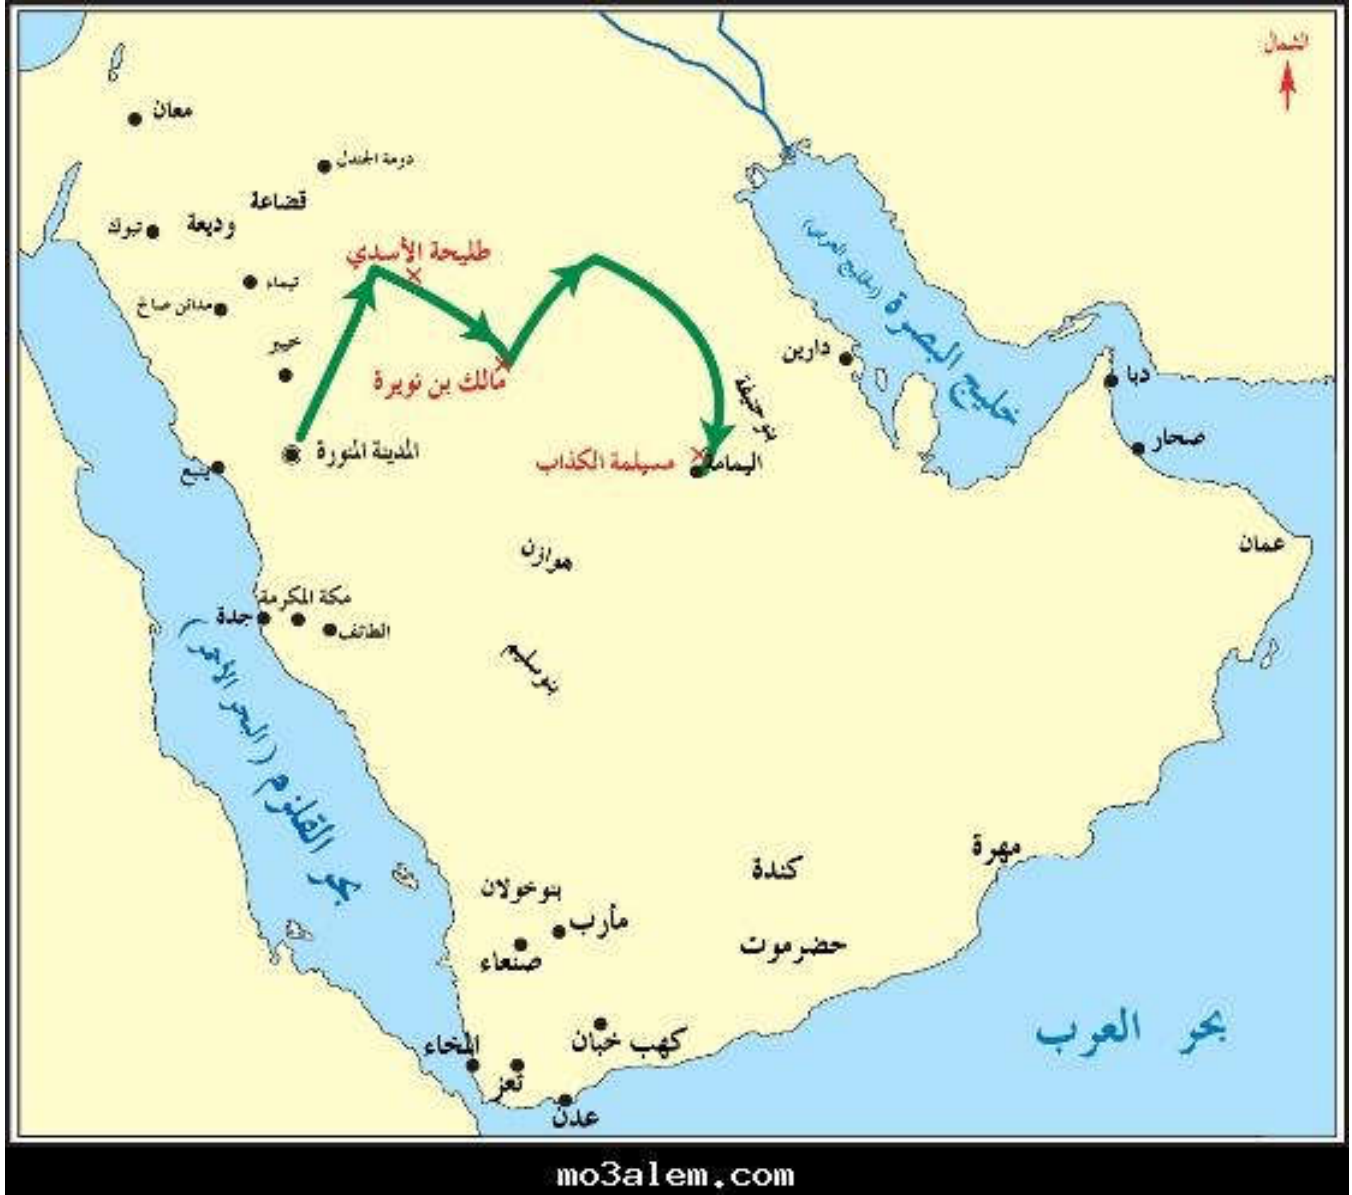 الشمال
معان
دومة الجندل
قضاعة
وديعة
تبوك
طليحة الأسدي
تيماء
مدائن صالح
خيبر
مالك بن نويرة
المدينة المنورة
ينبع
خليج البصرة (الخليج العربي)
دارين
بنو حنيفة
دبا
صحار
مسيلمة الكذاب
اليمامة
عمان
هوازن
مكة المكرمة
جدة
الطائف
بنو سليم
بحر القلزم (البحر الأحمر)
مهرة
كندة
بنو خولان
مأرب
حضرموت
صنعاء
بحر العرب
كهب خبان
المخاء
تعز
عدن
mo3alem.com